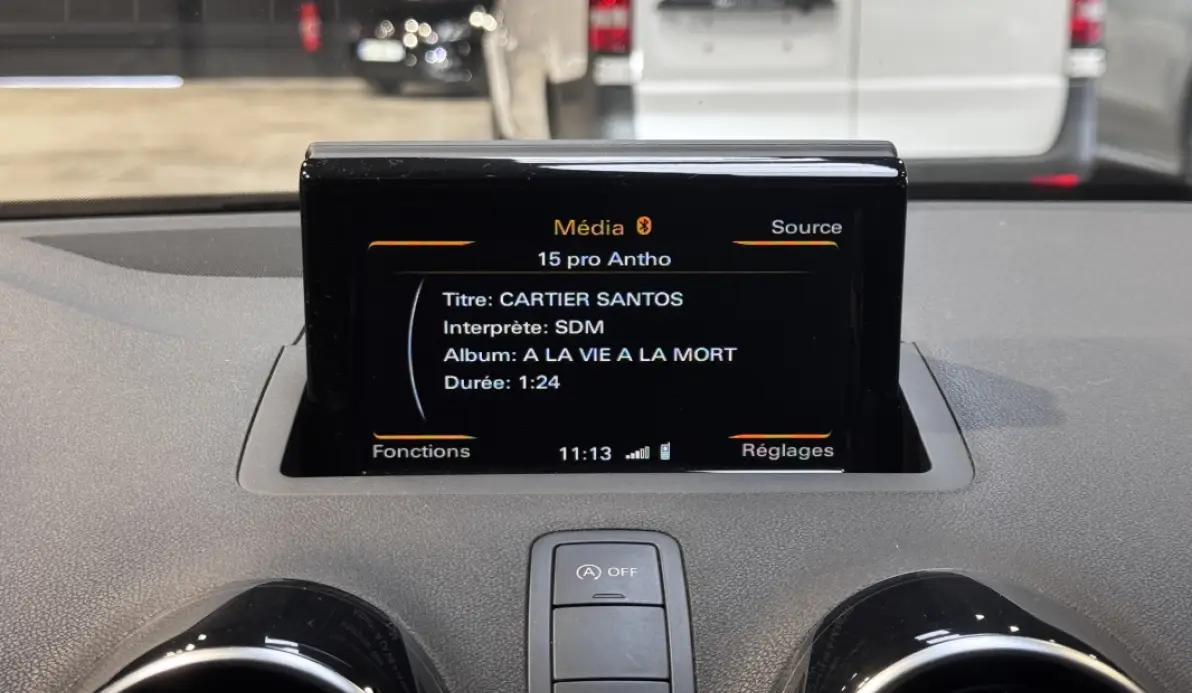 Média
Source
15 pro Antho
Titre: CARTIER SANTOS
Interprète: SDM
Album: A LA VIE A LA MORT
Durée: 1:24
Fonctions
11:13
Réglages
A OFF